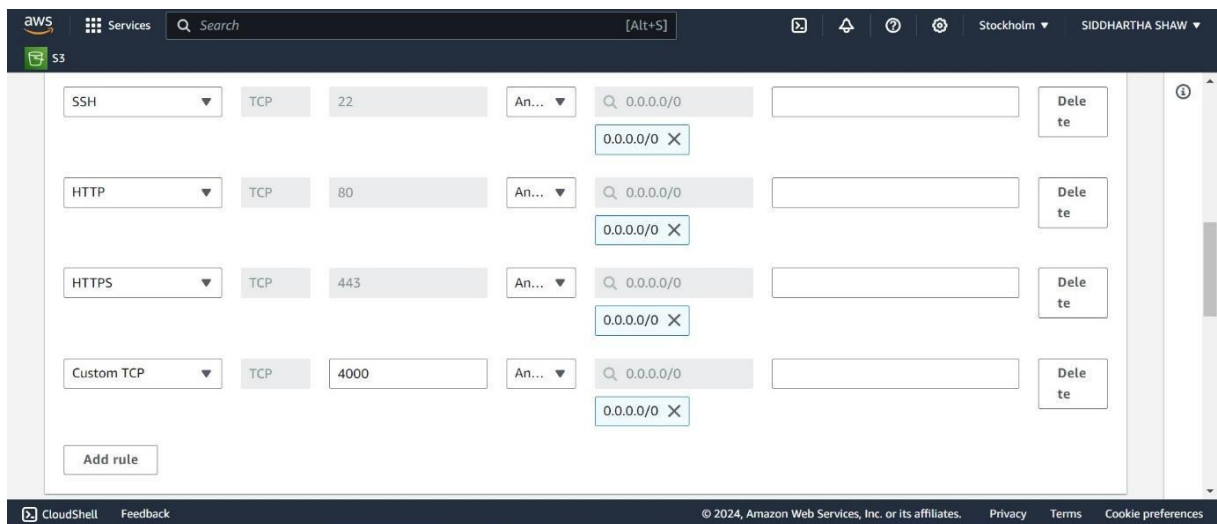 aws Services Search [Alt+S] Stockholm SIDDHARTHA SHAW
S3
SSH TCP 22 An... 0.0.0.0/0 Dele
te
0.0.0.0/0
HTTP TCP 80 An... 0.0.0.0/0 Dele
te
0.0.0.0/0
HTTPS TCP 443 An... 0.0.0.0/0 Dele
te
0.0.0.0/0
Custom TCP TCP 4000 An... 0.0.0.0/0 Dele
te
0.0.0.0/0
Add rule
CloudShell Feedback © 2024, Amazon Web Services, Inc. or its affiliates. Privacy Terms Cookie preferences